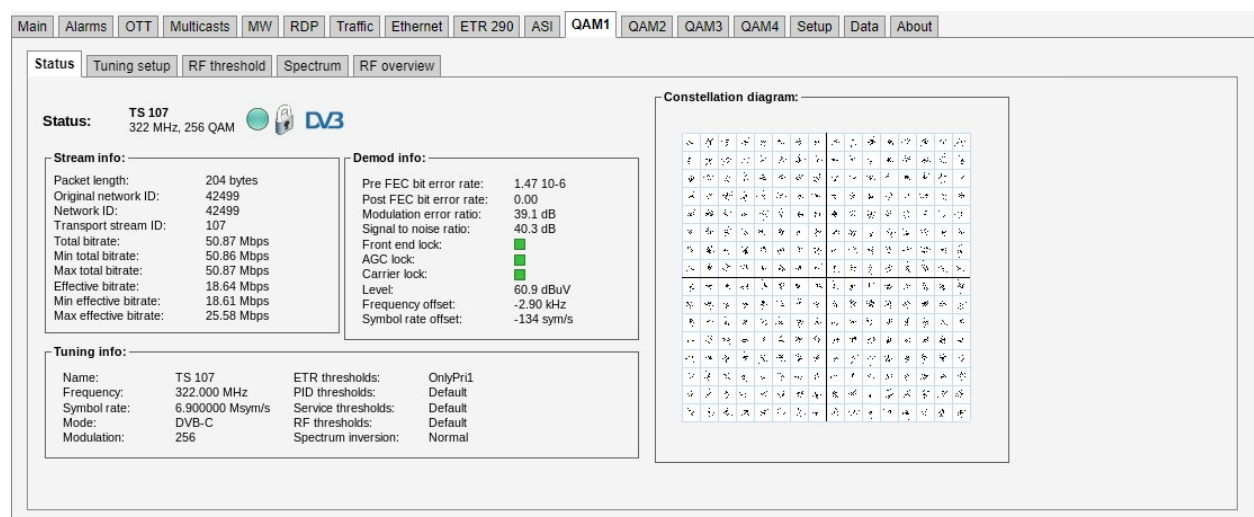 Main Alarms OTT Multicasts MW RDP Traffic Ethernet ETR 290 ASI QAM1 QAM2 QAM3 QAM4 Setup Data About
Status Tuning setup RF threshold Spectrum RF overview
Status: TS 107
322 MHz, 256 QAM DVB
Stream info:
Packet length: 204 bytes
Original network ID: 42499
Network ID: 42499
Transport stream ID: 107
Total bitrate: 50.87 Mbps
Min total bitrate: 50.86 Mbps
Max total bitrate: 50.87 Mbps
Effective bitrate: 18.64 Mbps
Min effective bitrate: 18.61 Mbps
Max effective bitrate: 25.58 Mbps
Demod info:
Pre FEC bit error rate: 1.47 10-6
Post FEC bit error rate: 0.00
Modulation error ratio: 39.1 dB
Signal to noise ratio: 40.3 dB
Front end lock:
AGC lock:
Carrier lock:
Level: 60.9 dBuV
Frequency offset: -2.90 kHz
Symbol rate offset: -134 sym/s
Tuning info:
Name: TS 107 ETR thresholds: OnlyPri1
Frequency: 322.000 MHz PID thresholds: Default
Symbol rate: 6.900000 Msym/s Service thresholds: Default
Mode: DVB-C RF thresholds: Default
Modulation: 256 Spectrum inversion: Normal
Constellation diagram: